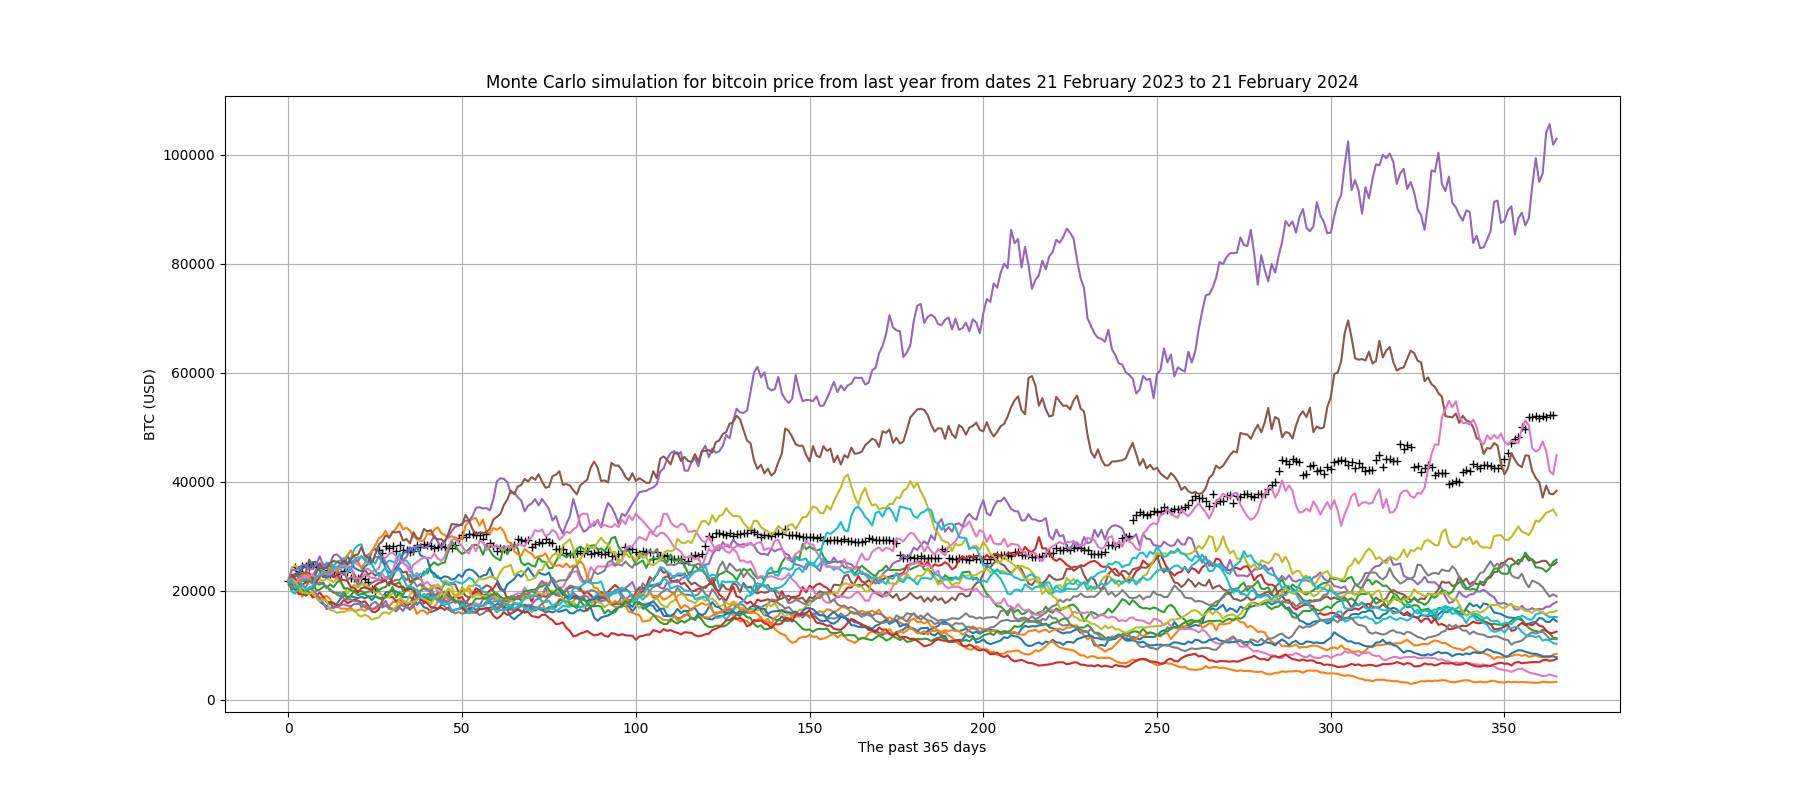 Monte Carlo simulation for bitcoin price from last year from dates 21 February 2023 to 21 February 2024
100000
80000
60000
40000
20000
0
BTC (USD)
0 50 100 150 200 250 300 350
The past 365 days